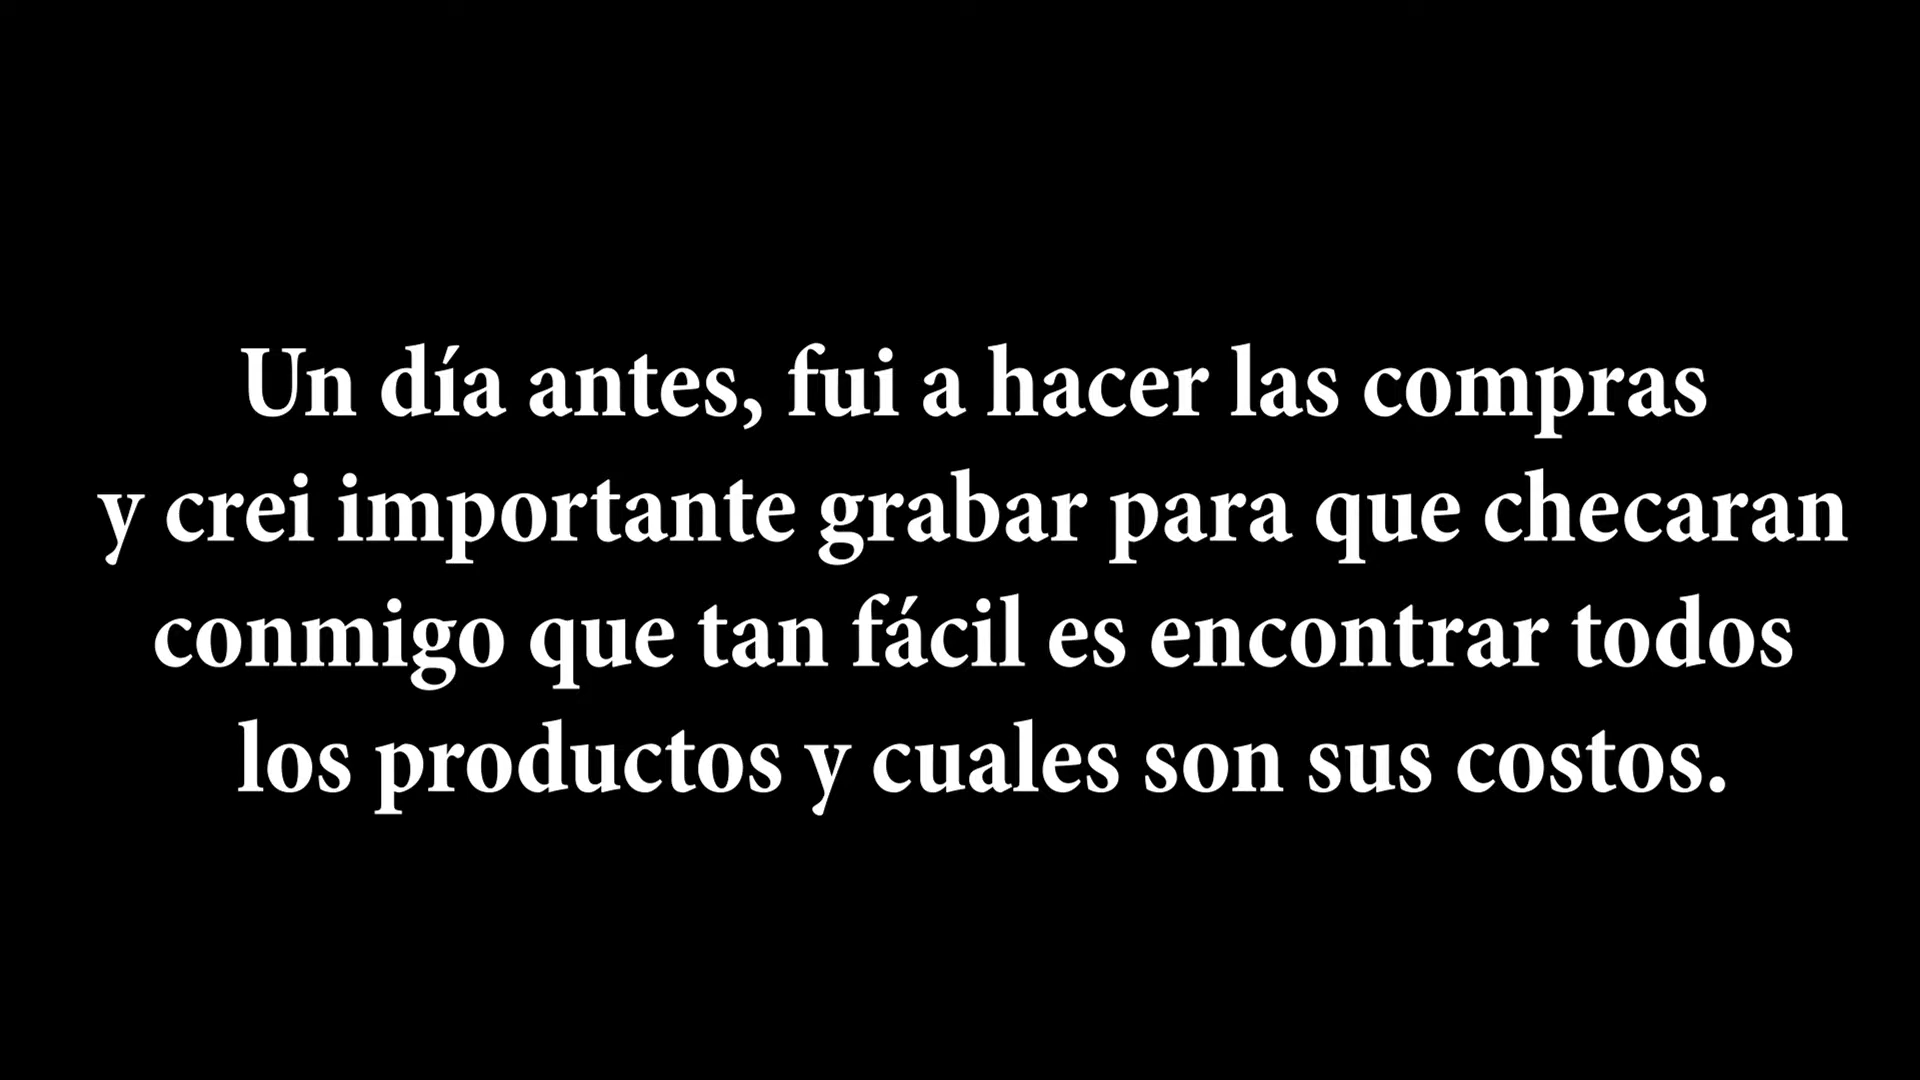 Un día antes, fui a hacer las compras
y crei importante grabar para que checaran
conmigo que tan fácil es encontrar todos
los productos y cuales son sus costos.